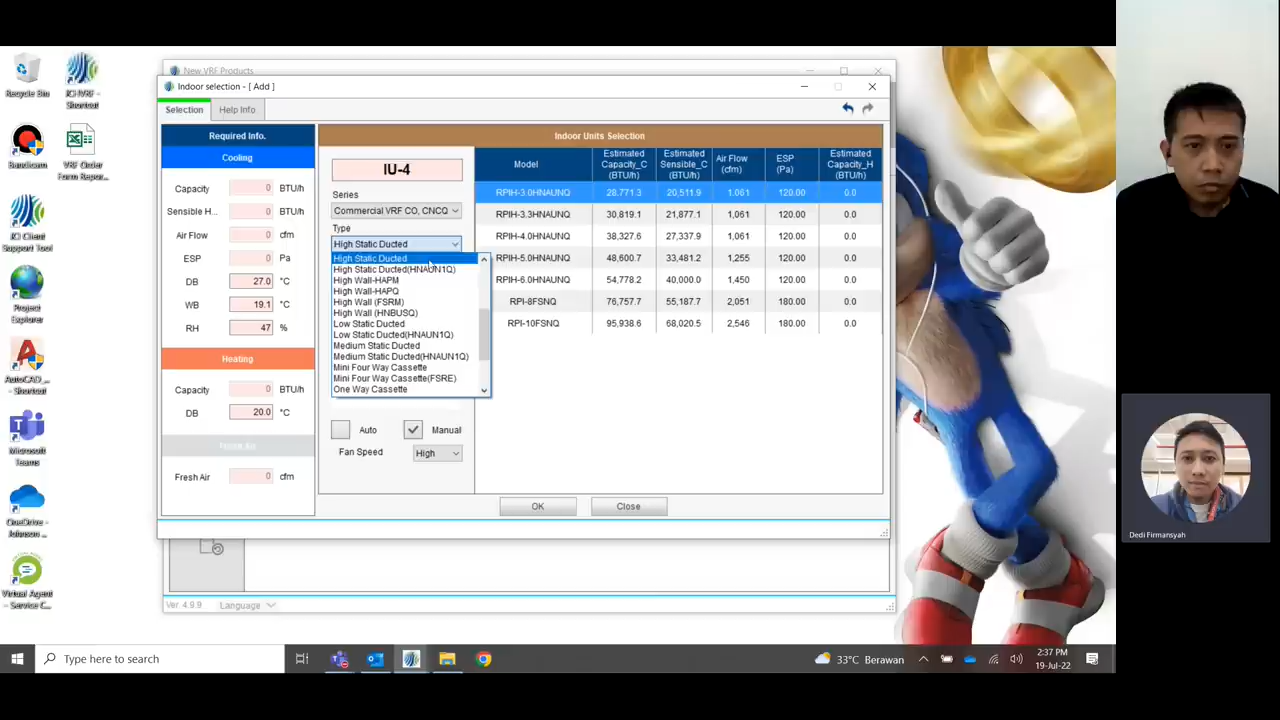 Recycle Bin
JCI VRF - Shortcut
Bandicam
VRF Order Form Repor...
JCI Client Support Tool
Project Explorer
AutoCAD_... - Shortcut
Microsoft Teams
OneDrive - Johnson ...
Virtual Agent - Service C...
New VRF Products
Indoor selection - [ Add ]
Selection
Help Info
Required Info.
Cooling
Capacity 0 BTU/h
Sensible H... 0 BTU/h
Air Flow 0 cfm
ESP 0 Pa
DB 27.0 °C
WB 19.1 °C
RH 47 %
Heating
Capacity 0 BTU/h
DB 20.0 °C
Fresh Air
Fresh Air 0 cfm
Indoor Units Selection
IU-4
Series
Commercial VRF CO, CNCQ
Type
High Static Ducted
High Static Ducted
High Static Ducted(HNAUN1Q)
High Wall-HAPM
High Wall-HAPQ
High Wall (FSRM)
High Wall (HNBUSQ)
Low Static Ducted
Low Static Ducted(HNAUN1Q)
Medium Static Ducted
Medium Static Ducted(HNAUN1Q)
Mini Four Way Cassette
Mini Four Way Cassette(FSRE)
One Way Cassette
Auto
Manual
Fan Speed High
Model Estimated Capacity_C (BTU/h) Estimated Sensible_C (BTU/h) Air Flow (cfm) ESP (Pa) Estimated Capacity_H (BTU/h)
RPIH-3.0HNAUNQ 28,771.3 20,511.9 1,061 120.00 0.0
RPIH-3.3HNAUNQ 30,819.1 21,877.1 1,061 120.00 0.0
RPIH-4.0HNAUNQ 38,327.6 27,337.9 1,061 120.00 0.0
RPIH-5.0HNAUNQ 48,600.7 33,481.2 1,255 120.00 0.0
RPIH-6.0HNAUNQ 54,778.2 40,000.0 1,450 120.00 0.0
RPI-8FSNQ 76,757.7 55,187.7 2,051 180.00 0.0
RPI-10FSNQ 95,938.6 68,020.5 2,546 180.00 0.0
OK
Close
Ver 4.9.9
Language
Dedi Firmansyah
Type here to search
33°C Berawan
2:37 PM
19-Jul-22